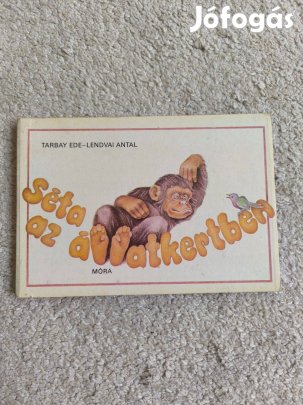 Jófogás
TARBAY EDE–LENDVAI ANTAL
Séta
az állatkertben
MÓRA